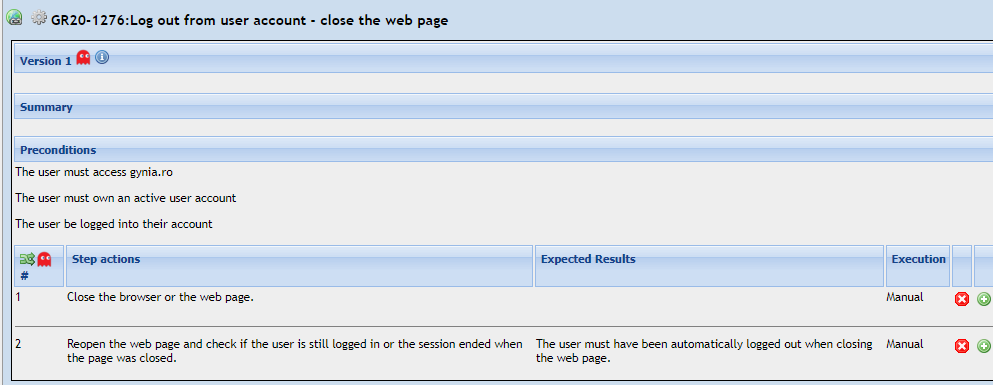 GR20-1276:Log out from user account - close the web page
Version 1
Summary
Preconditions
The user must access gynia.ro
The user must own an active user account
The user be logged into their account
# Step actions Expected Results Execution
1 Close the browser or the web page. Manual
2 Reopen the web page and check if the user is still logged in or the session ended when The user must have been automatically logged out when closing Manual
the page was closed. the web page.